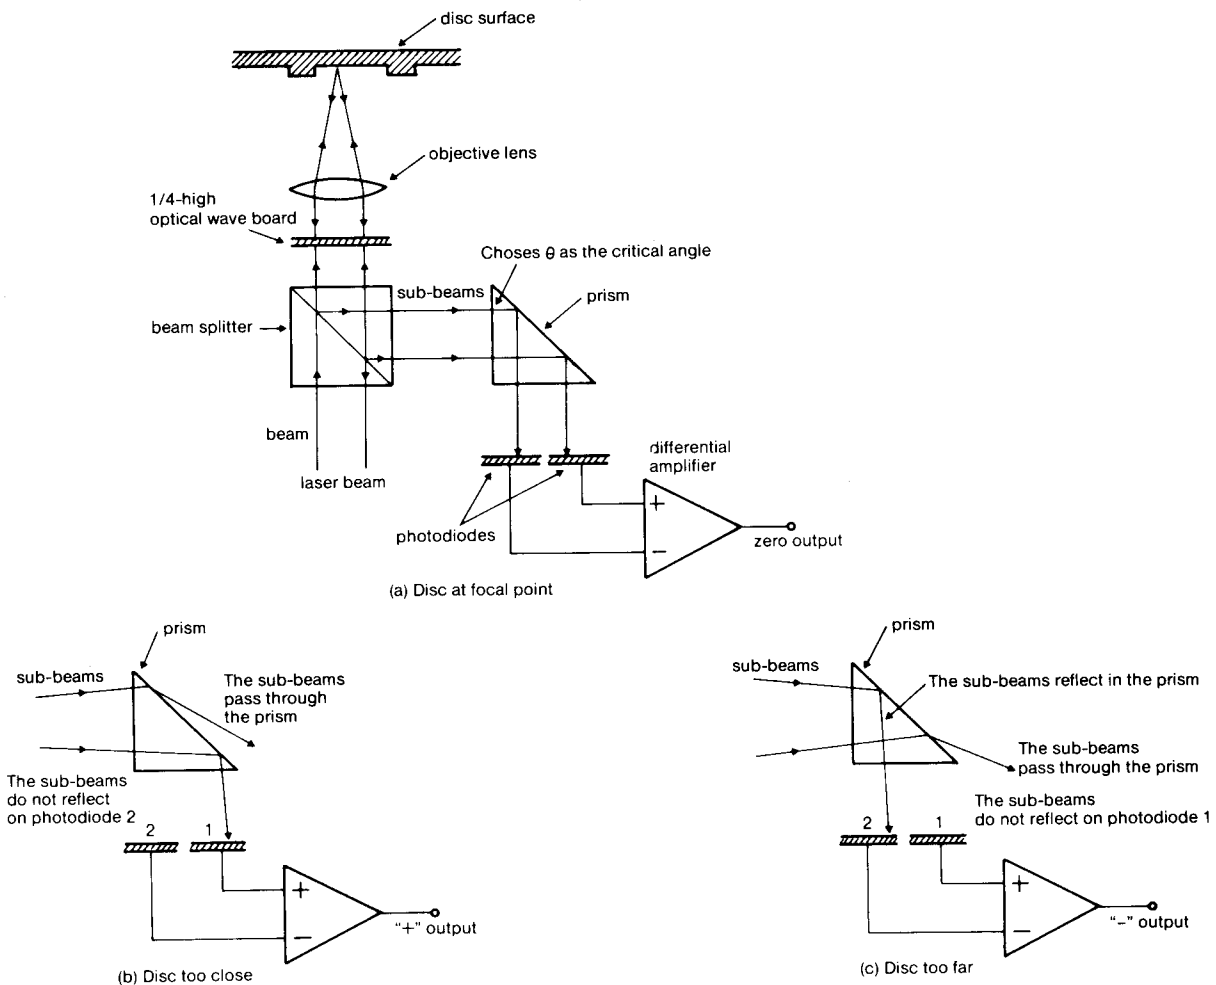 disc surface
objective lens
1/4-high
optical wave board
Choses θ as the critical angle
sub-beams
prism
beam splitter
beam
laser beam
differential
amplifier
+
−
photodiodes
zero output
(a) Disc at focal point
prism
sub-beams
The sub-beams
pass through
the prism
The sub-beams
do not reflect
on photodiode 2
2
1
+
−
"+" output
(b) Disc too close
prism
sub-beams
The sub-beams reflect in the prism
The sub-beams
pass through the prism
The sub-beams
do not reflect on photodiode 1
2
1
+
−
"−" output
(c) Disc too far